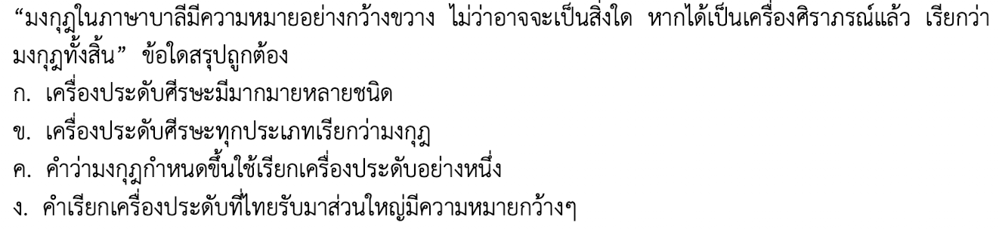 “มงกุฎในภาษาบาลีมีความหมายอย่างกว้างขวาง ไม่ว่าอาจจะเป็นสิ่งใด หากได้เป็นเครื่องศิราภรณ์แล้ว เรียกว่า
มงกุฎทั้งสิ้น” ข้อใดสรุปถูกต้อง
ก. เครื่องประดับศีรษะมีมากมายหลายชนิด
ข. เครื่องประดับศีรษะทุกประเภทเรียกว่ามงกุฎ
ค. คำว่ามงกุฎกำหนดขึ้นใช้เรียกเครื่องประดับอย่างหนึ่ง
ง. คำเรียกเครื่องประดับที่ไทยรับมาส่วนใหญ่มีความหมายกว้างๆ